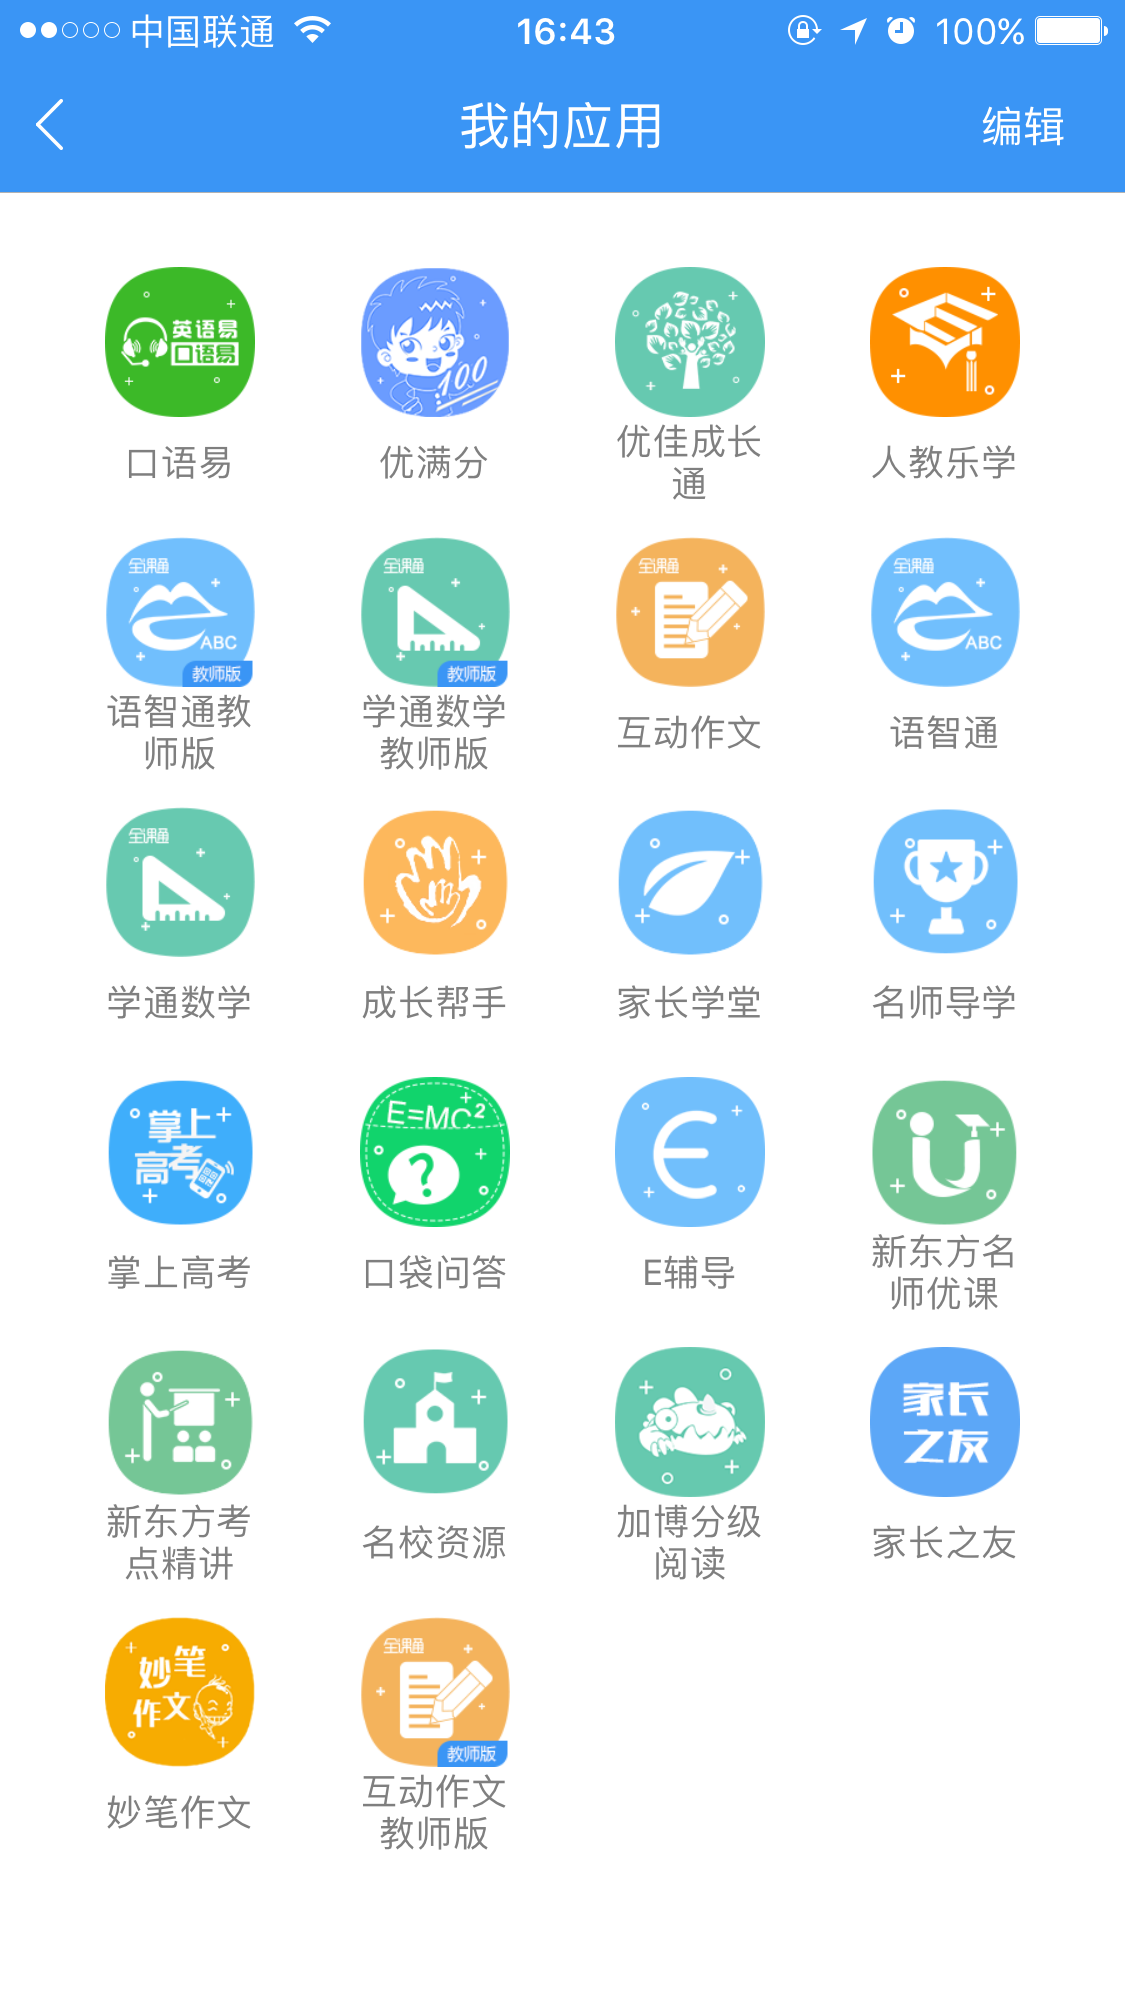 中国联通 16:43 100%
我的应用 编辑
英语易
口语易
100
口语易 优满分 优佳成长通 人教乐学
全课通 ABC 教师版
全课通 教师版
全课通
全课通 ABC
语智通教师版 学通数学教师版 互动作文 语智通
全课通
学通数学 成长帮手 家长学堂 名师导学
掌上
高考
E=MC²
?
掌上高考 口袋问答 E辅导 新东方名师优课
家长
之友
新东方考点精讲 名校资源 加博分级阅读 家长之友
妙笔
作文
全课通 教师版
妙笔作文 互动作文教师版